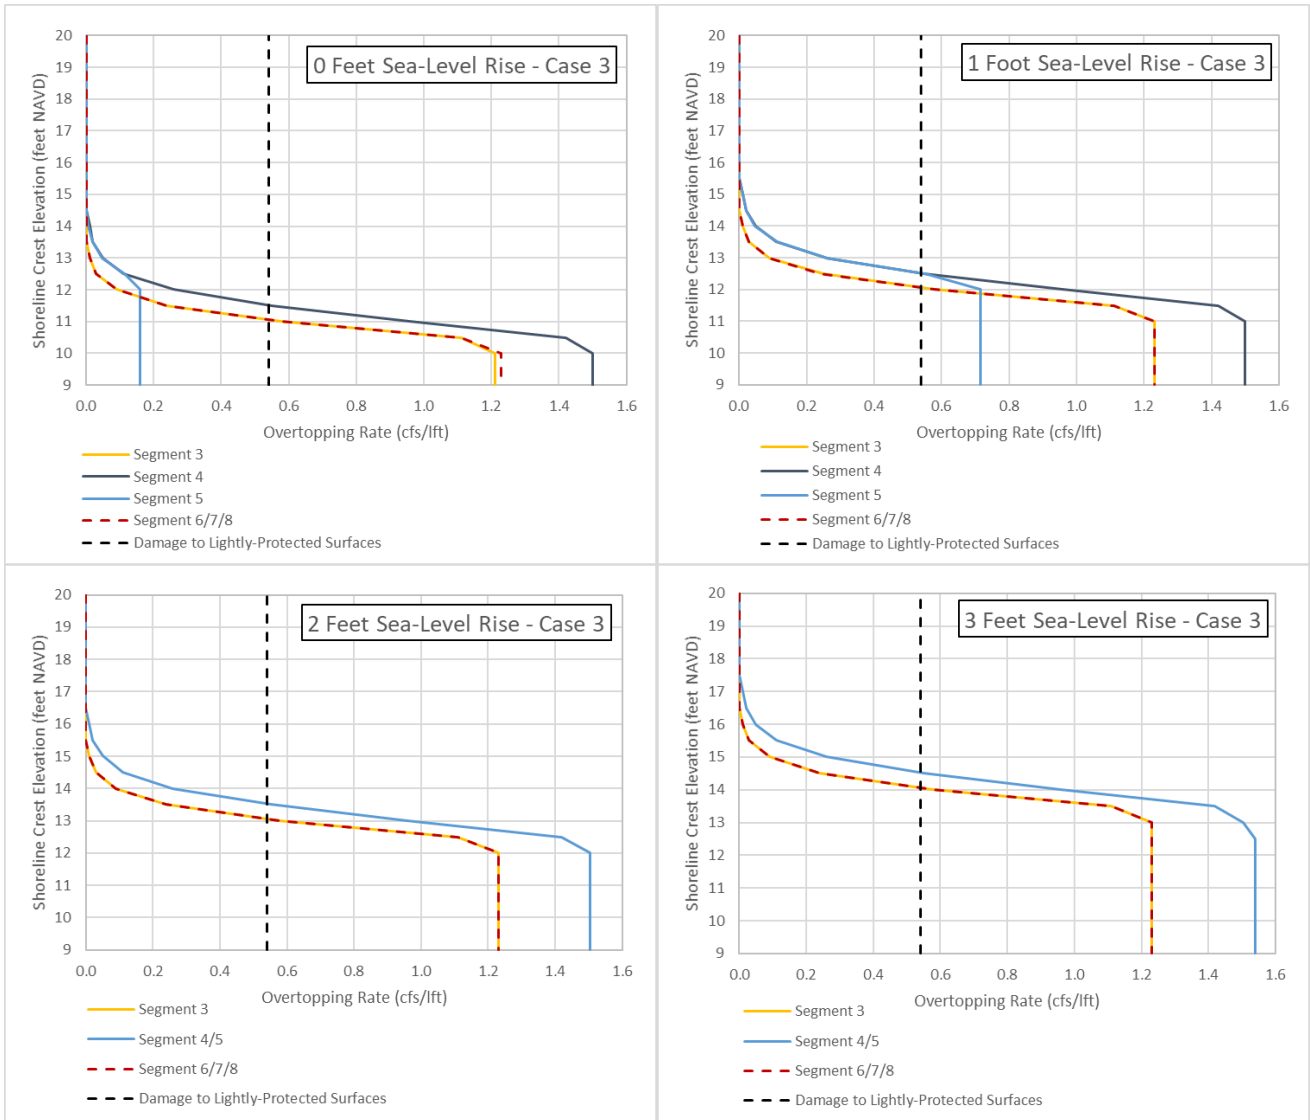 0 Feet Sea-Level Rise - Case 3
Shoreline Crest Elevation (feet NAVD)
20
19
18
17
16
15
14
13
12
11
10
9
0.0 0.2 0.4 0.6 0.8 1.0 1.2 1.4 1.6
Overtopping Rate (cfs/lft)
Segment 3
Segment 4
Segment 5
Segment 6/7/8
Damage to Lightly-Protected Surfaces
1 Foot Sea-Level Rise - Case 3
Shoreline Crest Elevation (feet NAVD)
20
19
18
17
16
15
14
13
12
11
10
9
0.0 0.2 0.4 0.6 0.8 1.0 1.2 1.4 1.6
Overtopping Rate (cfs/lft)
Segment 3
Segment 4
Segment 5
Segment 6/7/8
Damage to Lightly-Protected Surfaces
2 Feet Sea-Level Rise - Case 3
Shoreline Crest Elevation (feet NAVD)
20
19
18
17
16
15
14
13
12
11
10
9
0.0 0.2 0.4 0.6 0.8 1.0 1.2 1.4 1.6
Overtopping Rate (cfs/lft)
Segment 3
Segment 4/5
Segment 6/7/8
Damage to Lightly-Protected Surfaces
3 Feet Sea-Level Rise - Case 3
Shoreline Crest Elevation (feet NAVD)
20
19
18
17
16
15
14
13
12
11
10
9
0.0 0.2 0.4 0.6 0.8 1.0 1.2 1.4 1.6
Overtopping Rate (cfs/lft)
Segment 3
Segment 4/5
Segment 6/7/8
Damage to Lightly-Protected Surfaces